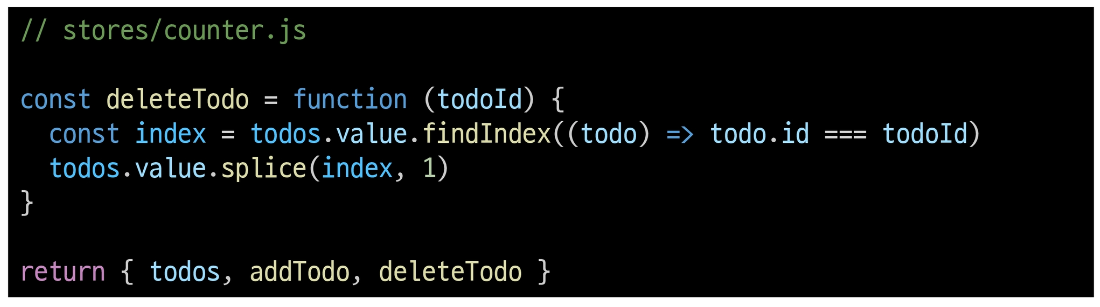 // stores/counter.js
const deleteTodo = function (todoId) {
  const index = todos.value.findIndex((todo) => todo.id === todoId)
  todos.value.splice(index, 1)
}
return { todos, addTodo, deleteTodo }